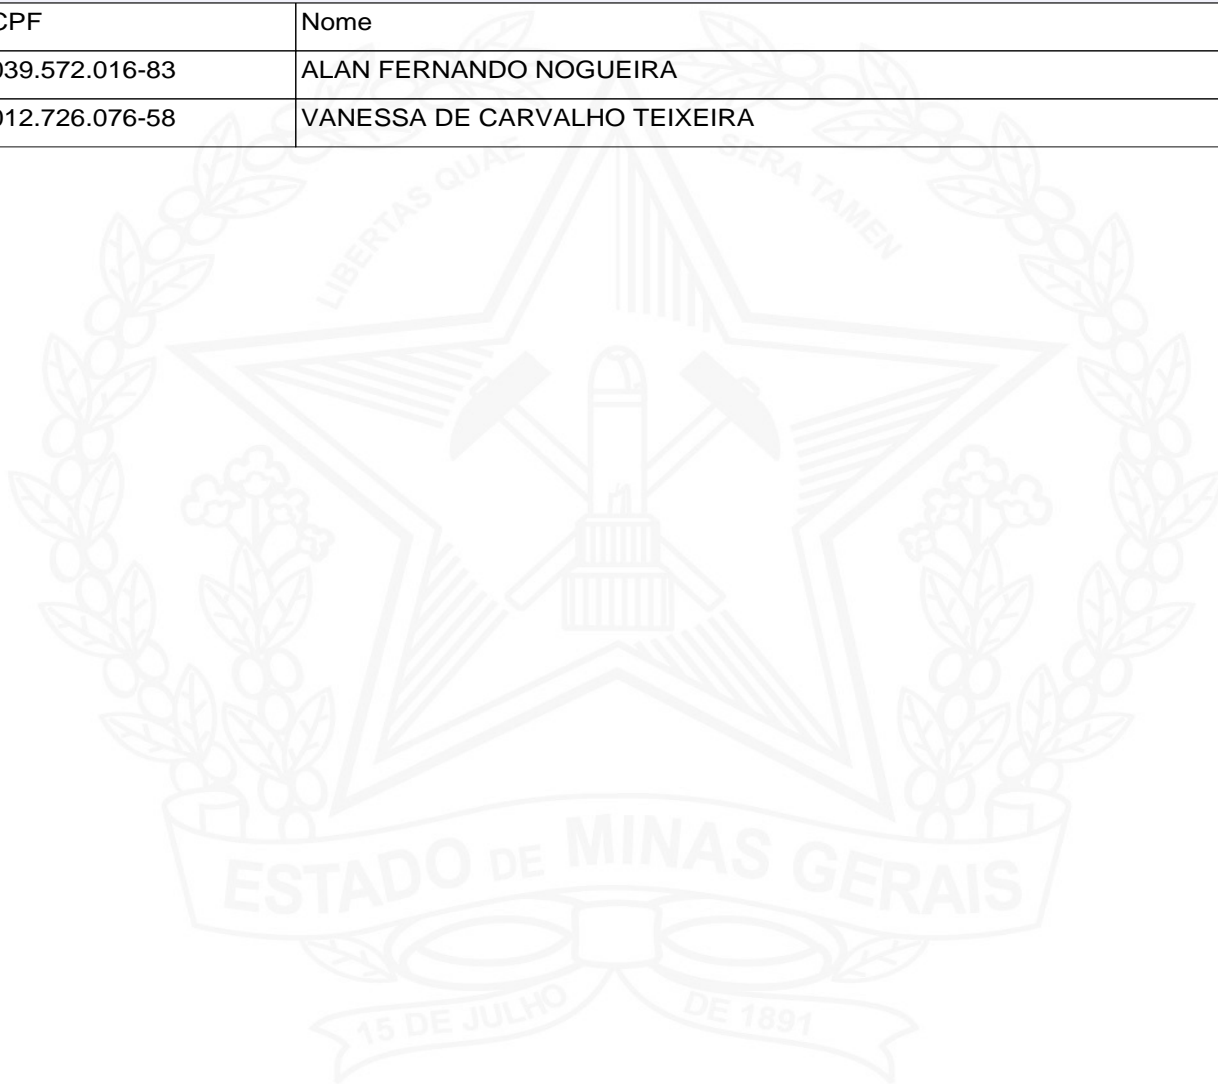 CPF Nome
039.572.016-83 ALAN FERNANDO NOGUEIRA
012.726.076-58 VANESSA DE CARVALHO TEIXEIRA
LIBERTAS QUAE SERA TAMEN
ESTADO DE MINAS GERAIS
15 DE JULHO DE 1891